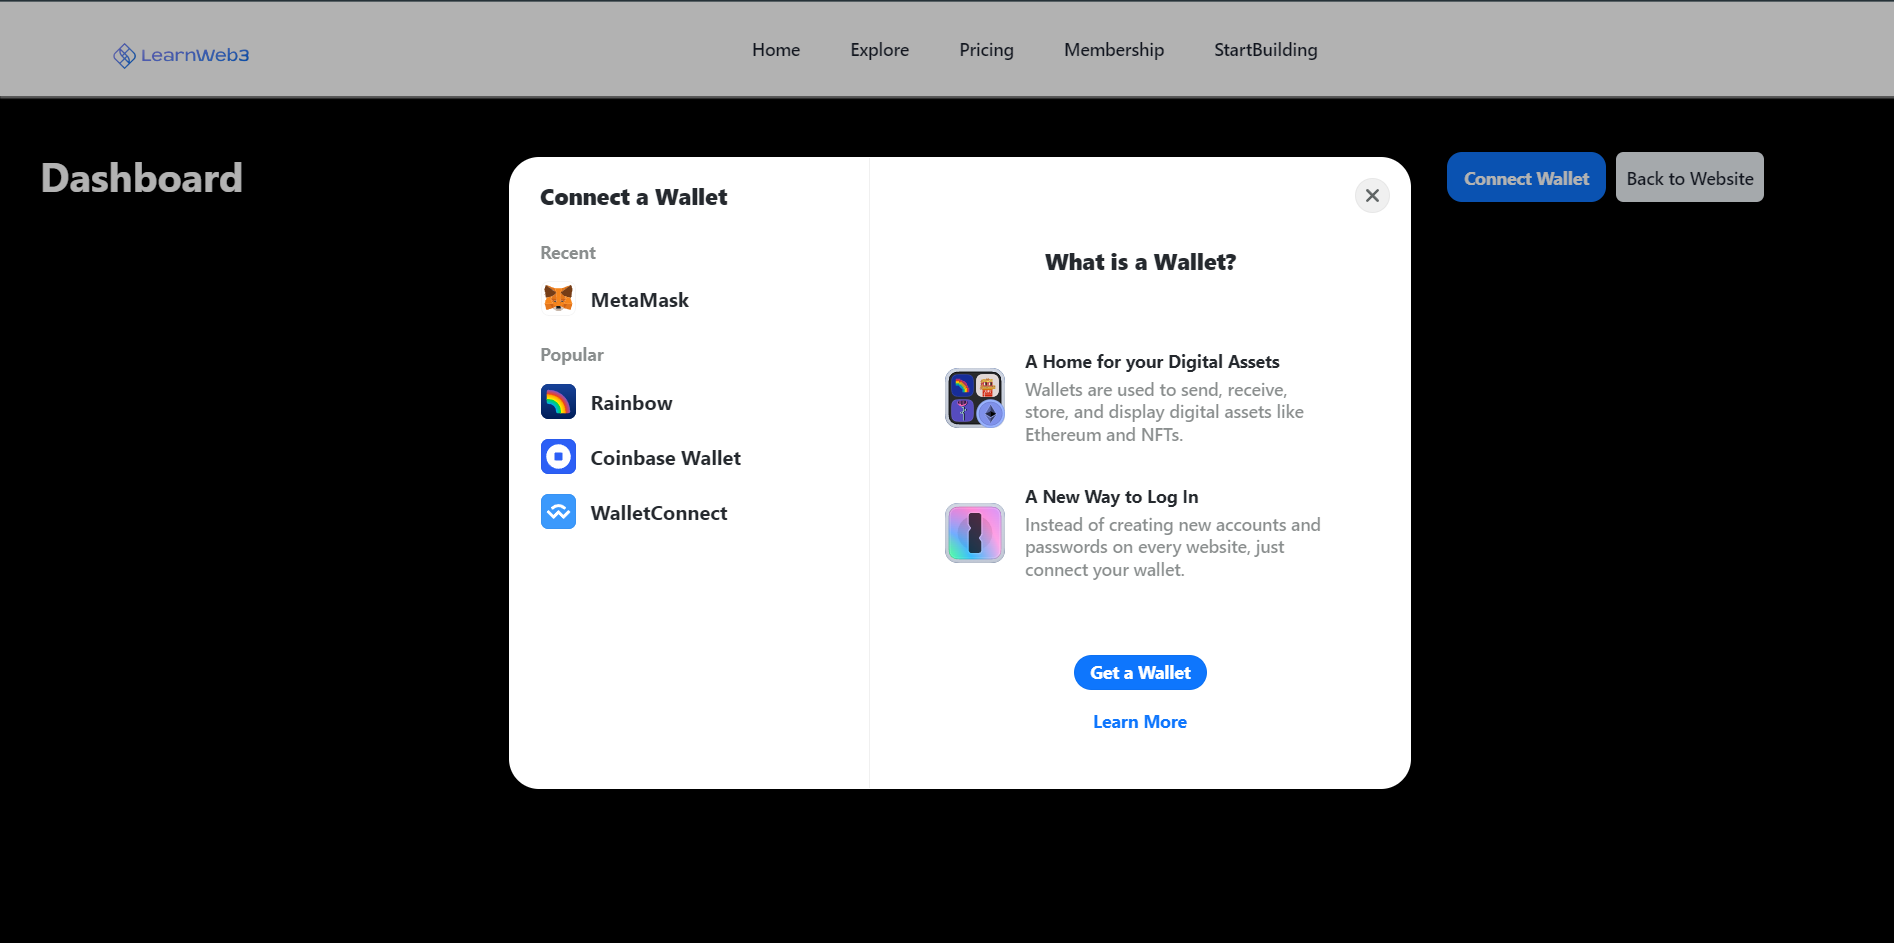 LearnWeb3
Home Explore Pricing Membership StartBuilding
Dashboard
Connect Wallet Back to Website
Connect a Wallet
Recent
MetaMask
Popular
Rainbow
Coinbase Wallet
WalletConnect
What is a Wallet?
A Home for your Digital Assets
Wallets are used to send, receive,
store, and display digital assets like
Ethereum and NFTs.
A New Way to Log In
Instead of creating new accounts and
passwords on every website, just
connect your wallet.
Get a Wallet
Learn More